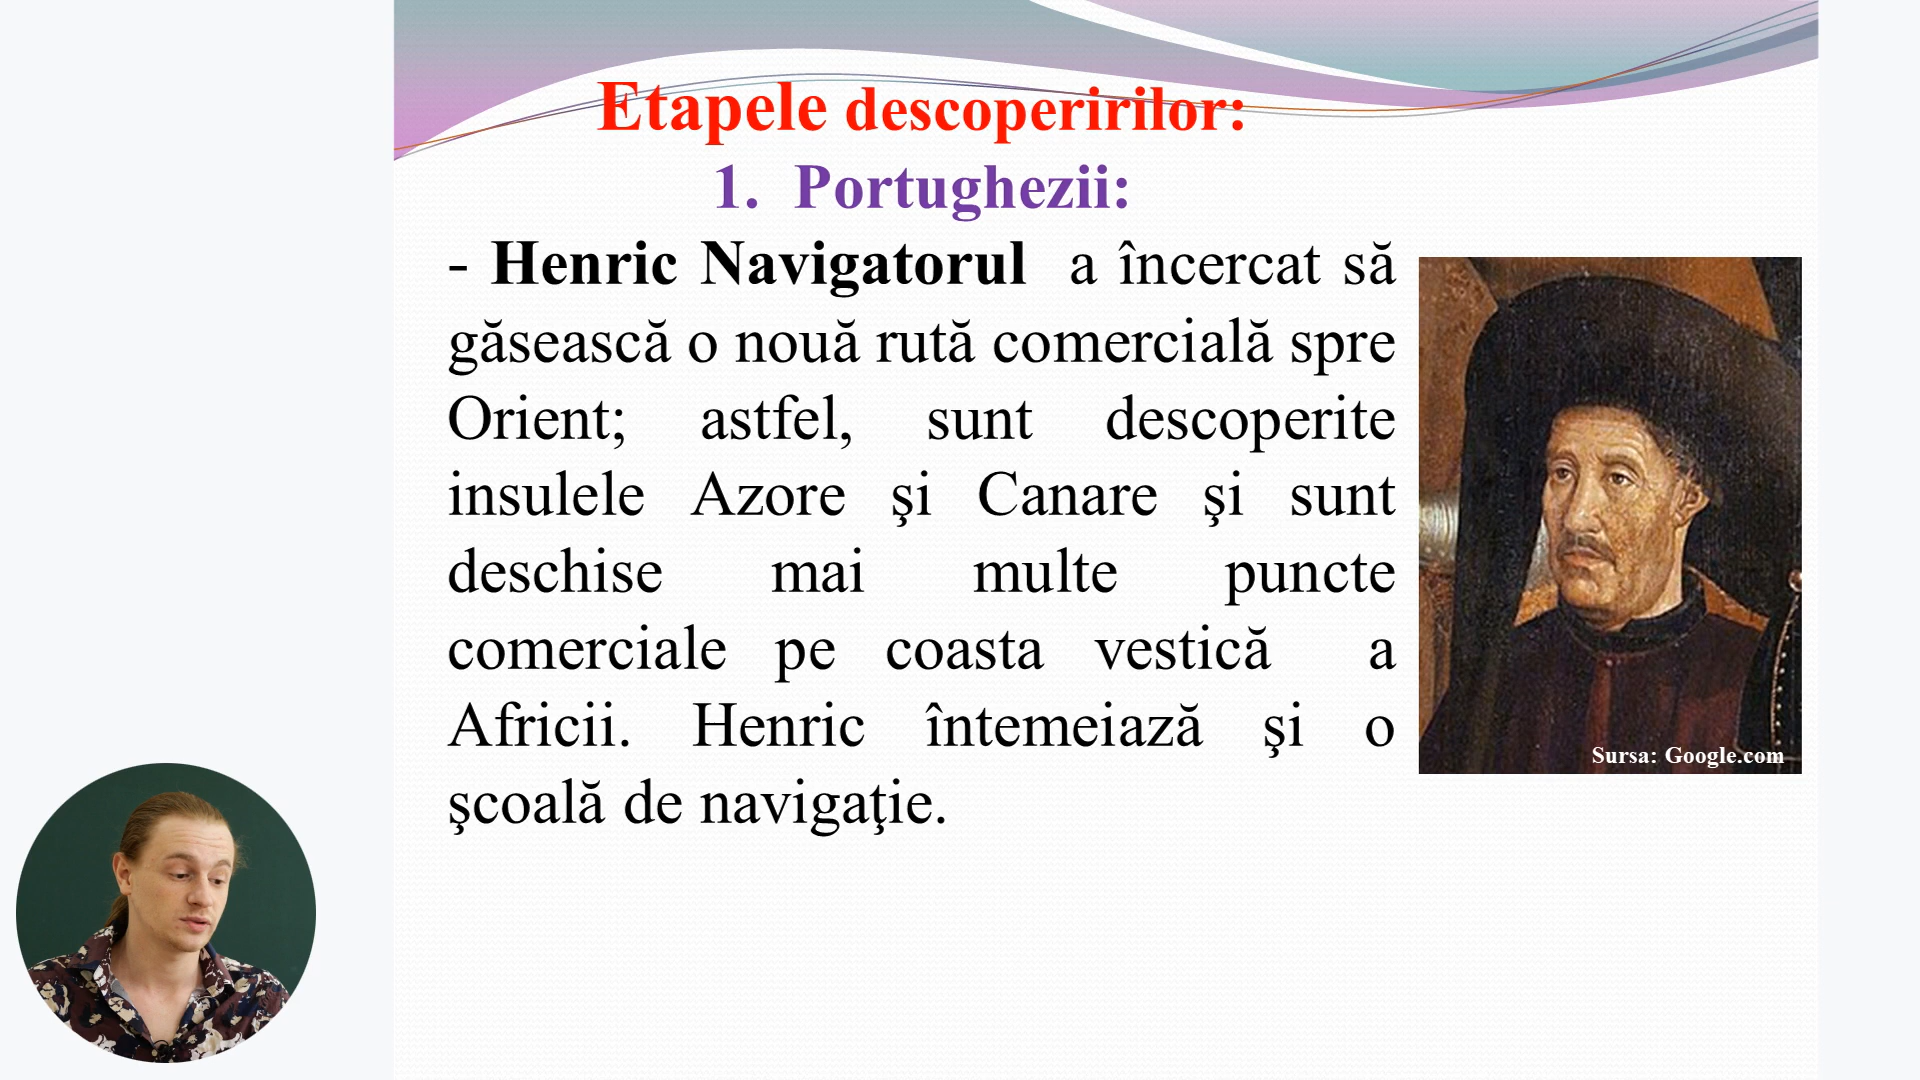 Etapele descoperirilor:
1. Portughezii:
- Henric Navigatorul a încercat să
găsească o nouă rută comercială spre
Orient; astfel, sunt descoperite
insulele Azore şi Canare şi sunt
deschise mai multe puncte
comerciale pe coasta vestică a
Africii. Henric întemeiază şi o
şcoală de navigaţie.
Sursa: Google.com